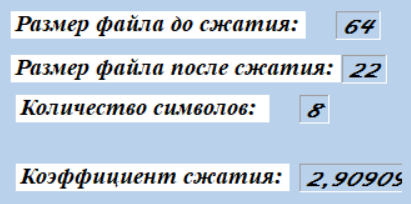 Размер файла до сжатия: 64
Размер файла после сжатия: 22
Количество символов: 8
Коэффициент сжатия: 2,90909